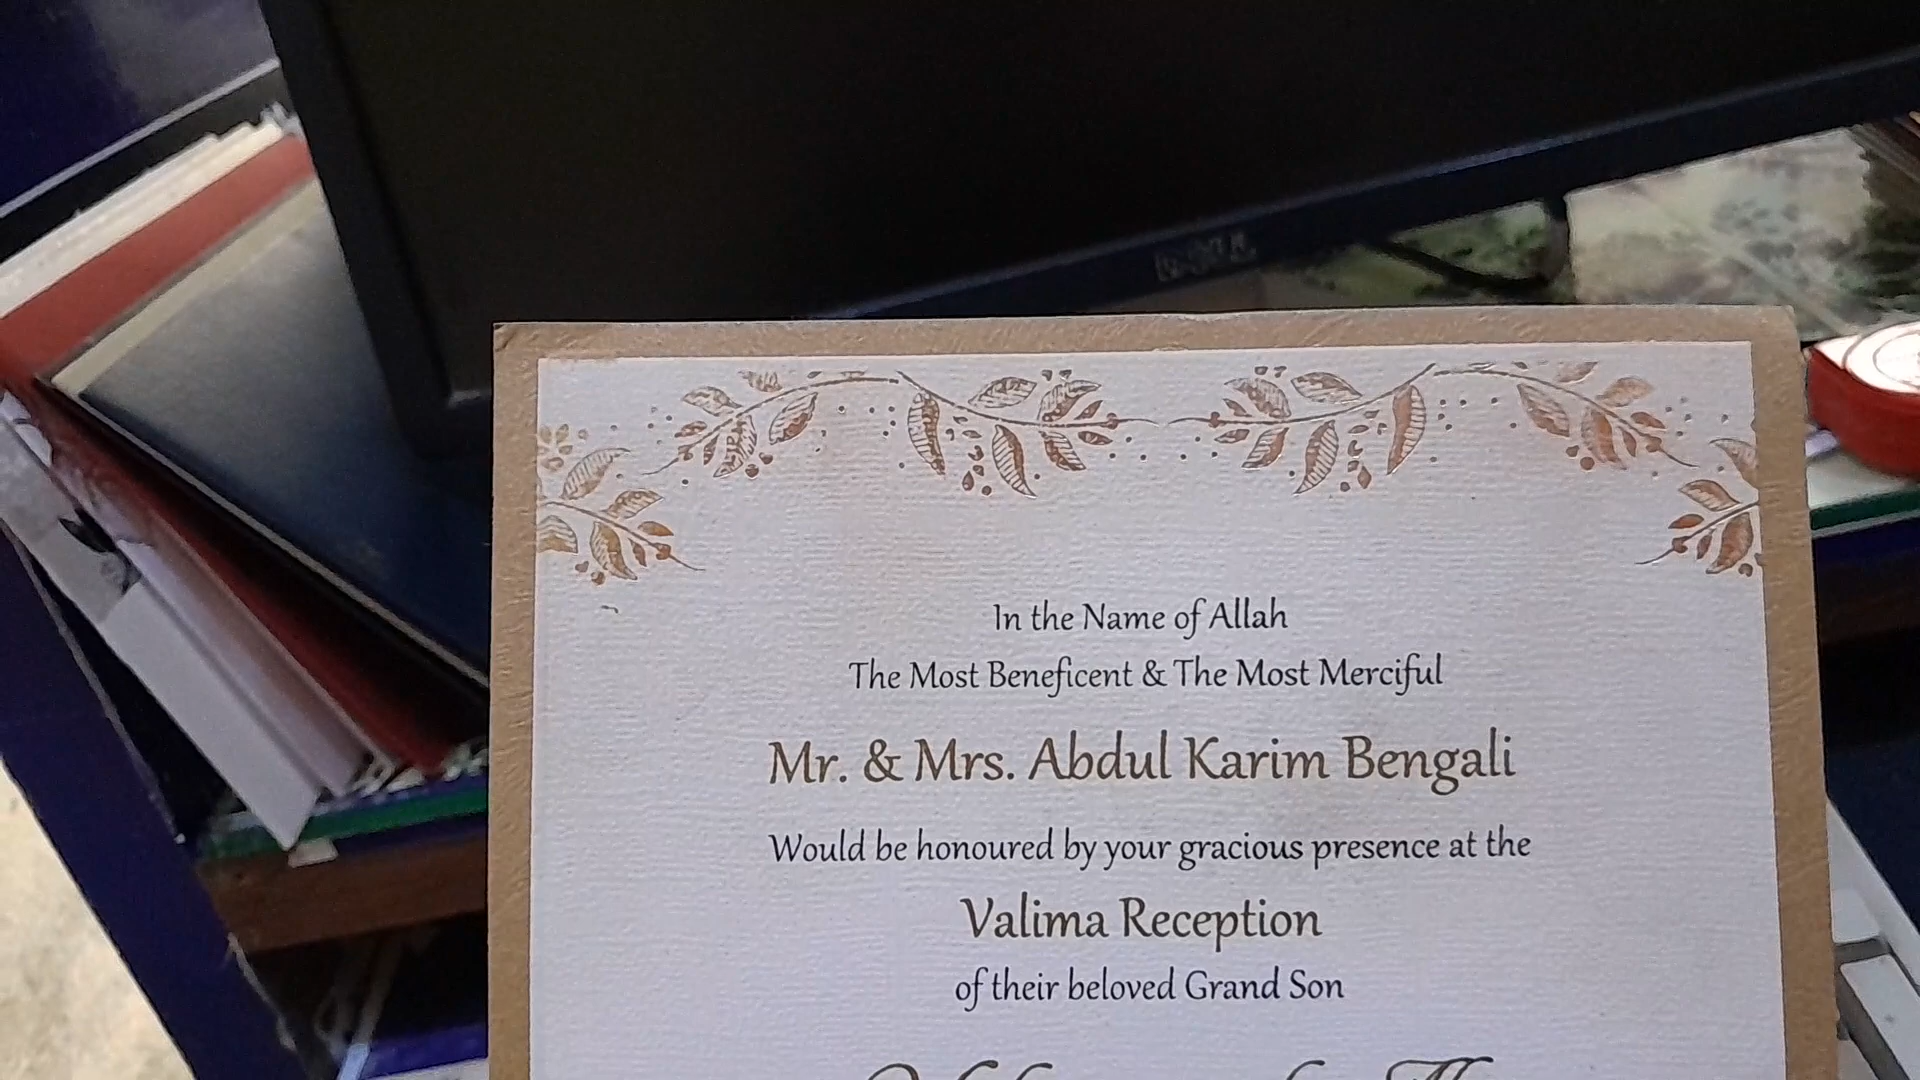 In the Name of Allah
The Most Beneficent & The Most Merciful
Mr. & Mrs. Abdul Karim Bengali
Would be honoured by your gracious presence at the
Valima Reception
of their beloved Grand Son